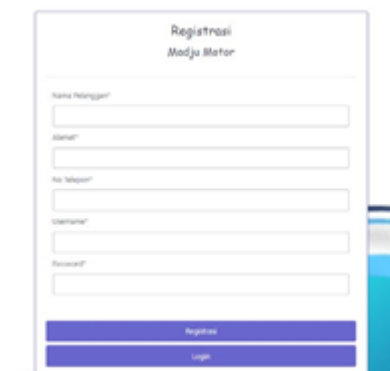 Registrasi
Madju Motor
Nama Pelanggan*
Alamat*
No Telepon*
Username*
Password*
Registrasi
Login